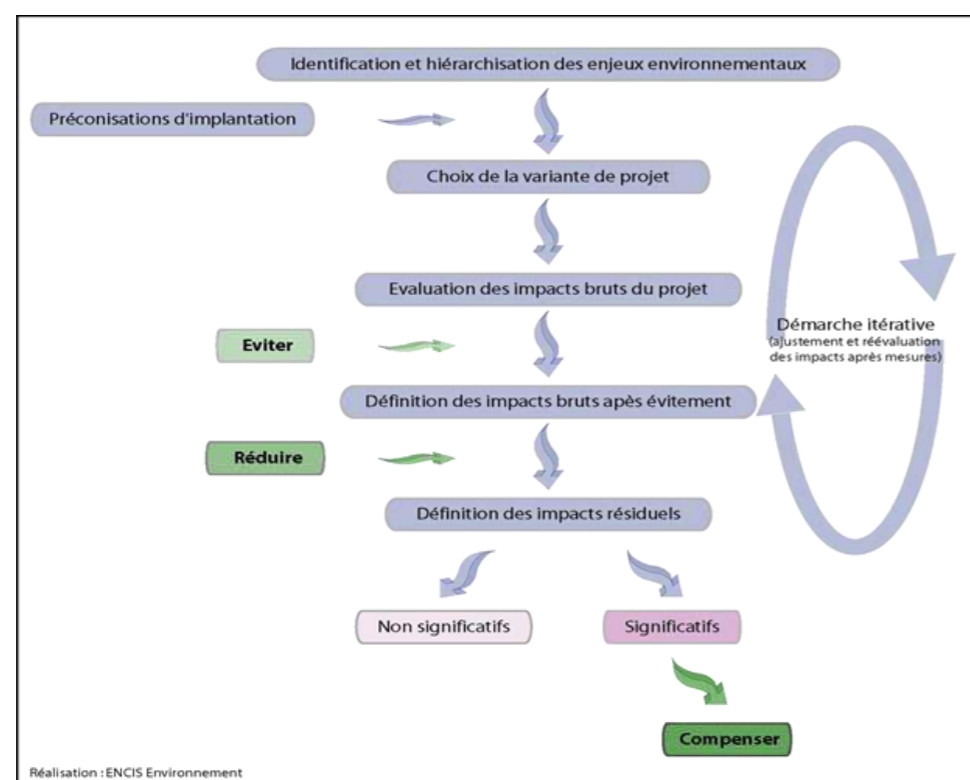 Identification et hiérarchisation des enjeux environnementaux
Préconisations d'implantation
Choix de la variante de projet
Evaluation des impacts bruts du projet
Eviter
Démarche itérative
(ajustement et réévaluation
des impacts après mesures)
Définition des impacts bruts apès évitement
Réduire
Définition des impacts résiduels
Non significatifs
Significatifs
Compenser
Réalisation : ENCIS Environnement